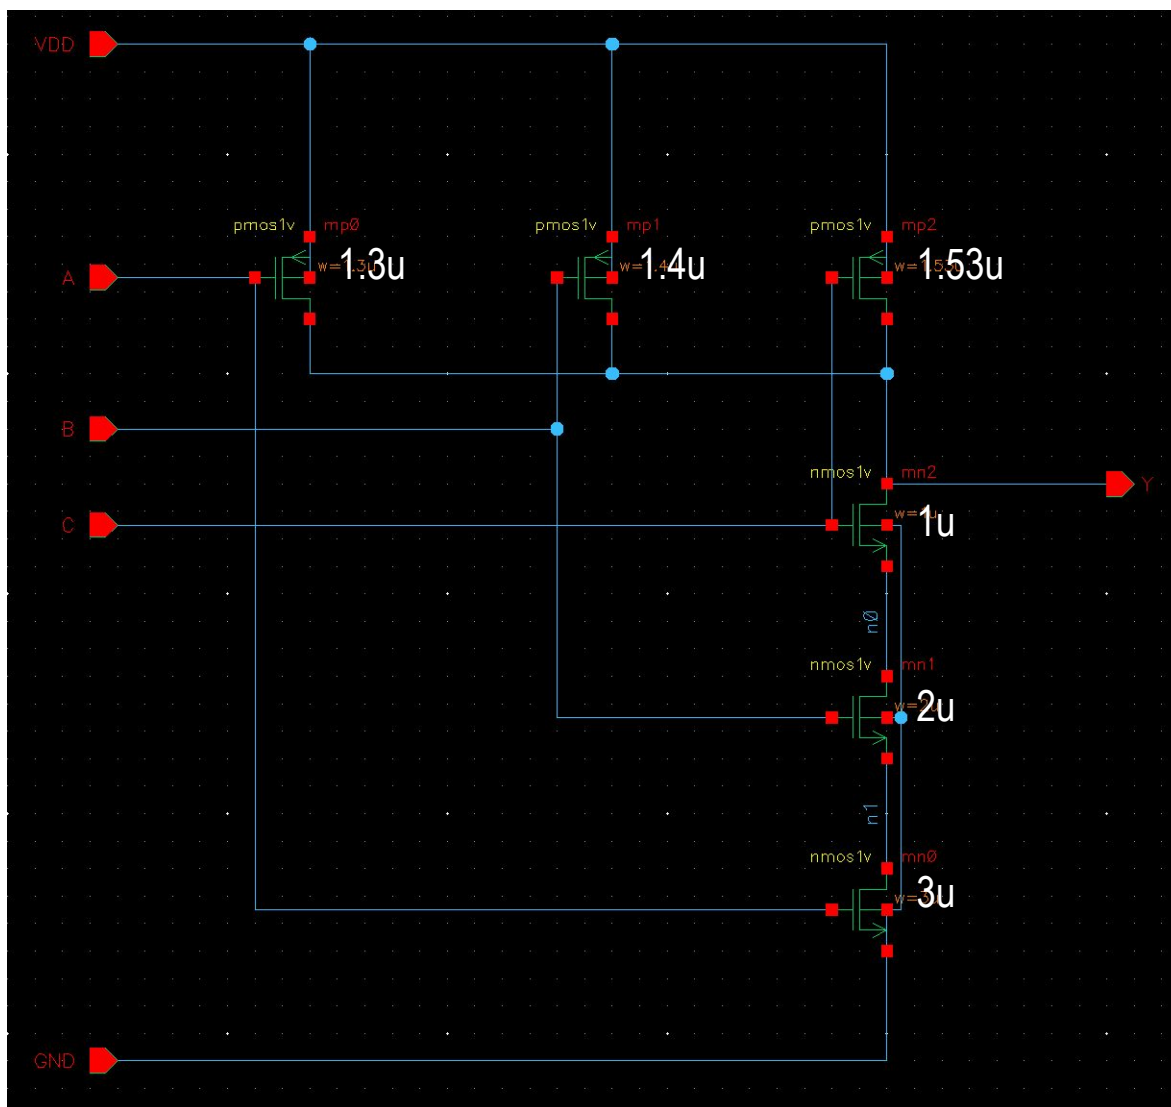 VDD
pmos1v mp0 pmos1v mp1 pmos1v mp2
A 1.3u 1.4u 1.53u
B
nmos1v mn2
Y
C 1u
n0
nmos1v mn1
2u
n1
nmos1v mn0
3u
GND